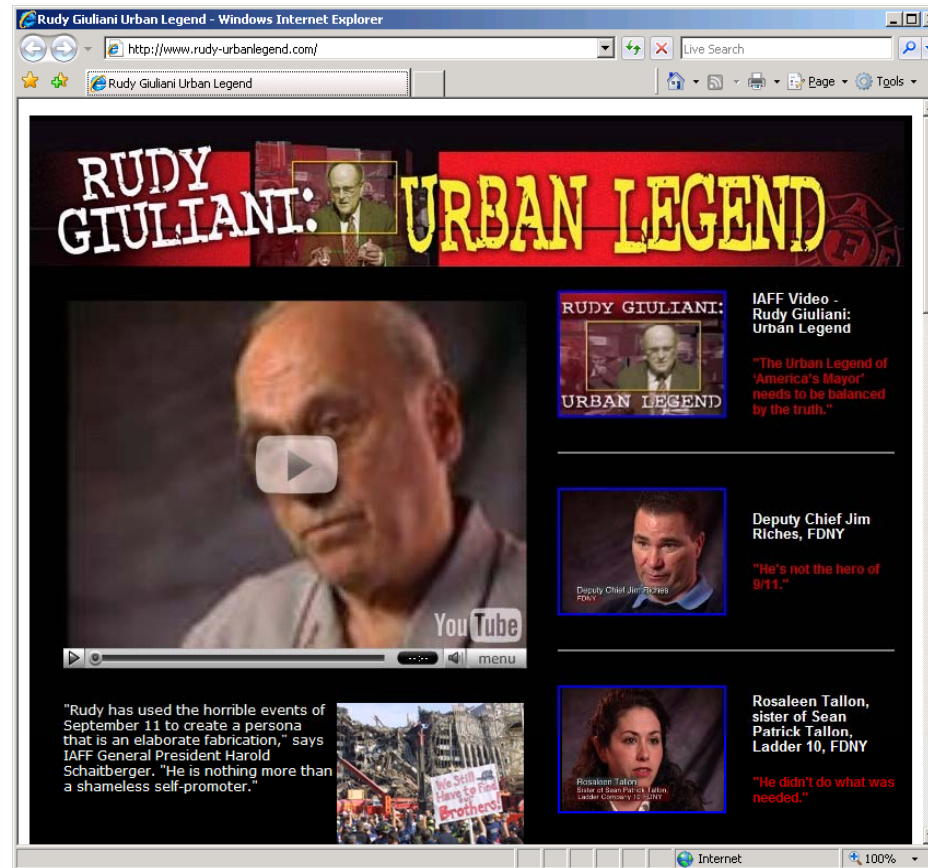 Rudy Giuliani Urban Legend - Windows Internet Explorer
http://www.rudy-urbanlegend.com/
Live Search
Rudy Giuliani Urban Legend
Page
Tools
RUDY
GIULIANI:
URBAN LEGEND
IAFF
YouTube
--:--
menu
"Rudy has used the horrible events of
September 11 to create a persona
that is an elaborate fabrication," says
IAFF General President Harold
Schaitberger. "He is nothing more than
a shameless self-promoter."
We Still
Have to Find
our
Brothers!
RUDY GIULIANI:
URBAN LEGEND
IAFF Video -
Rudy Giuliani:
Urban Legend
"The Urban Legend of
'America's Mayor'
needs to be balanced
by the truth."
Deputy Chief Jim Riches
FDNY
Deputy Chief Jim
Riches, FDNY
"He's not the hero of
9/11."
Rosaleen Tallon
Sister of Sean Patrick Tallon,
Ladder Company 10, FDNY
Rosaleen Tallon,
sister of Sean
Patrick Tallon,
Ladder 10, FDNY
"He didn't do what was
needed."
Internet
100%